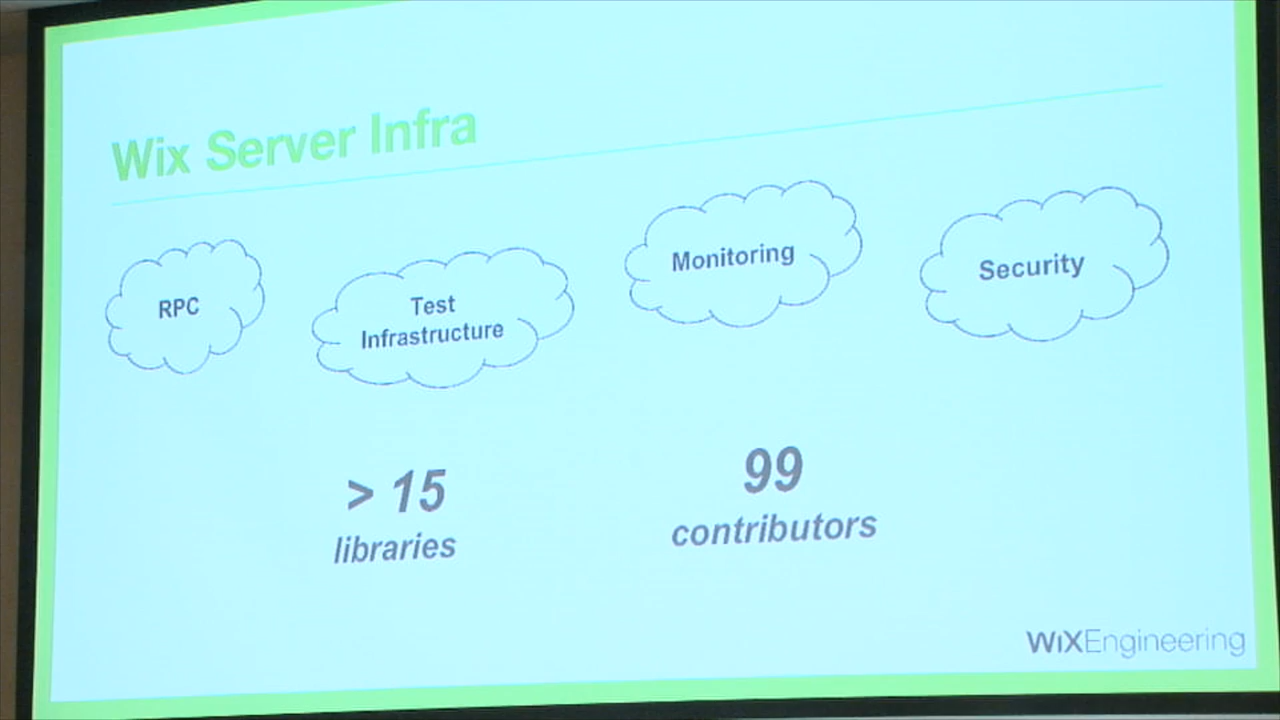 Wix Server Infra
RPC
Test
Infrastructure
Monitoring
Security
> 15
libraries
99
contributors
WiXEngineering